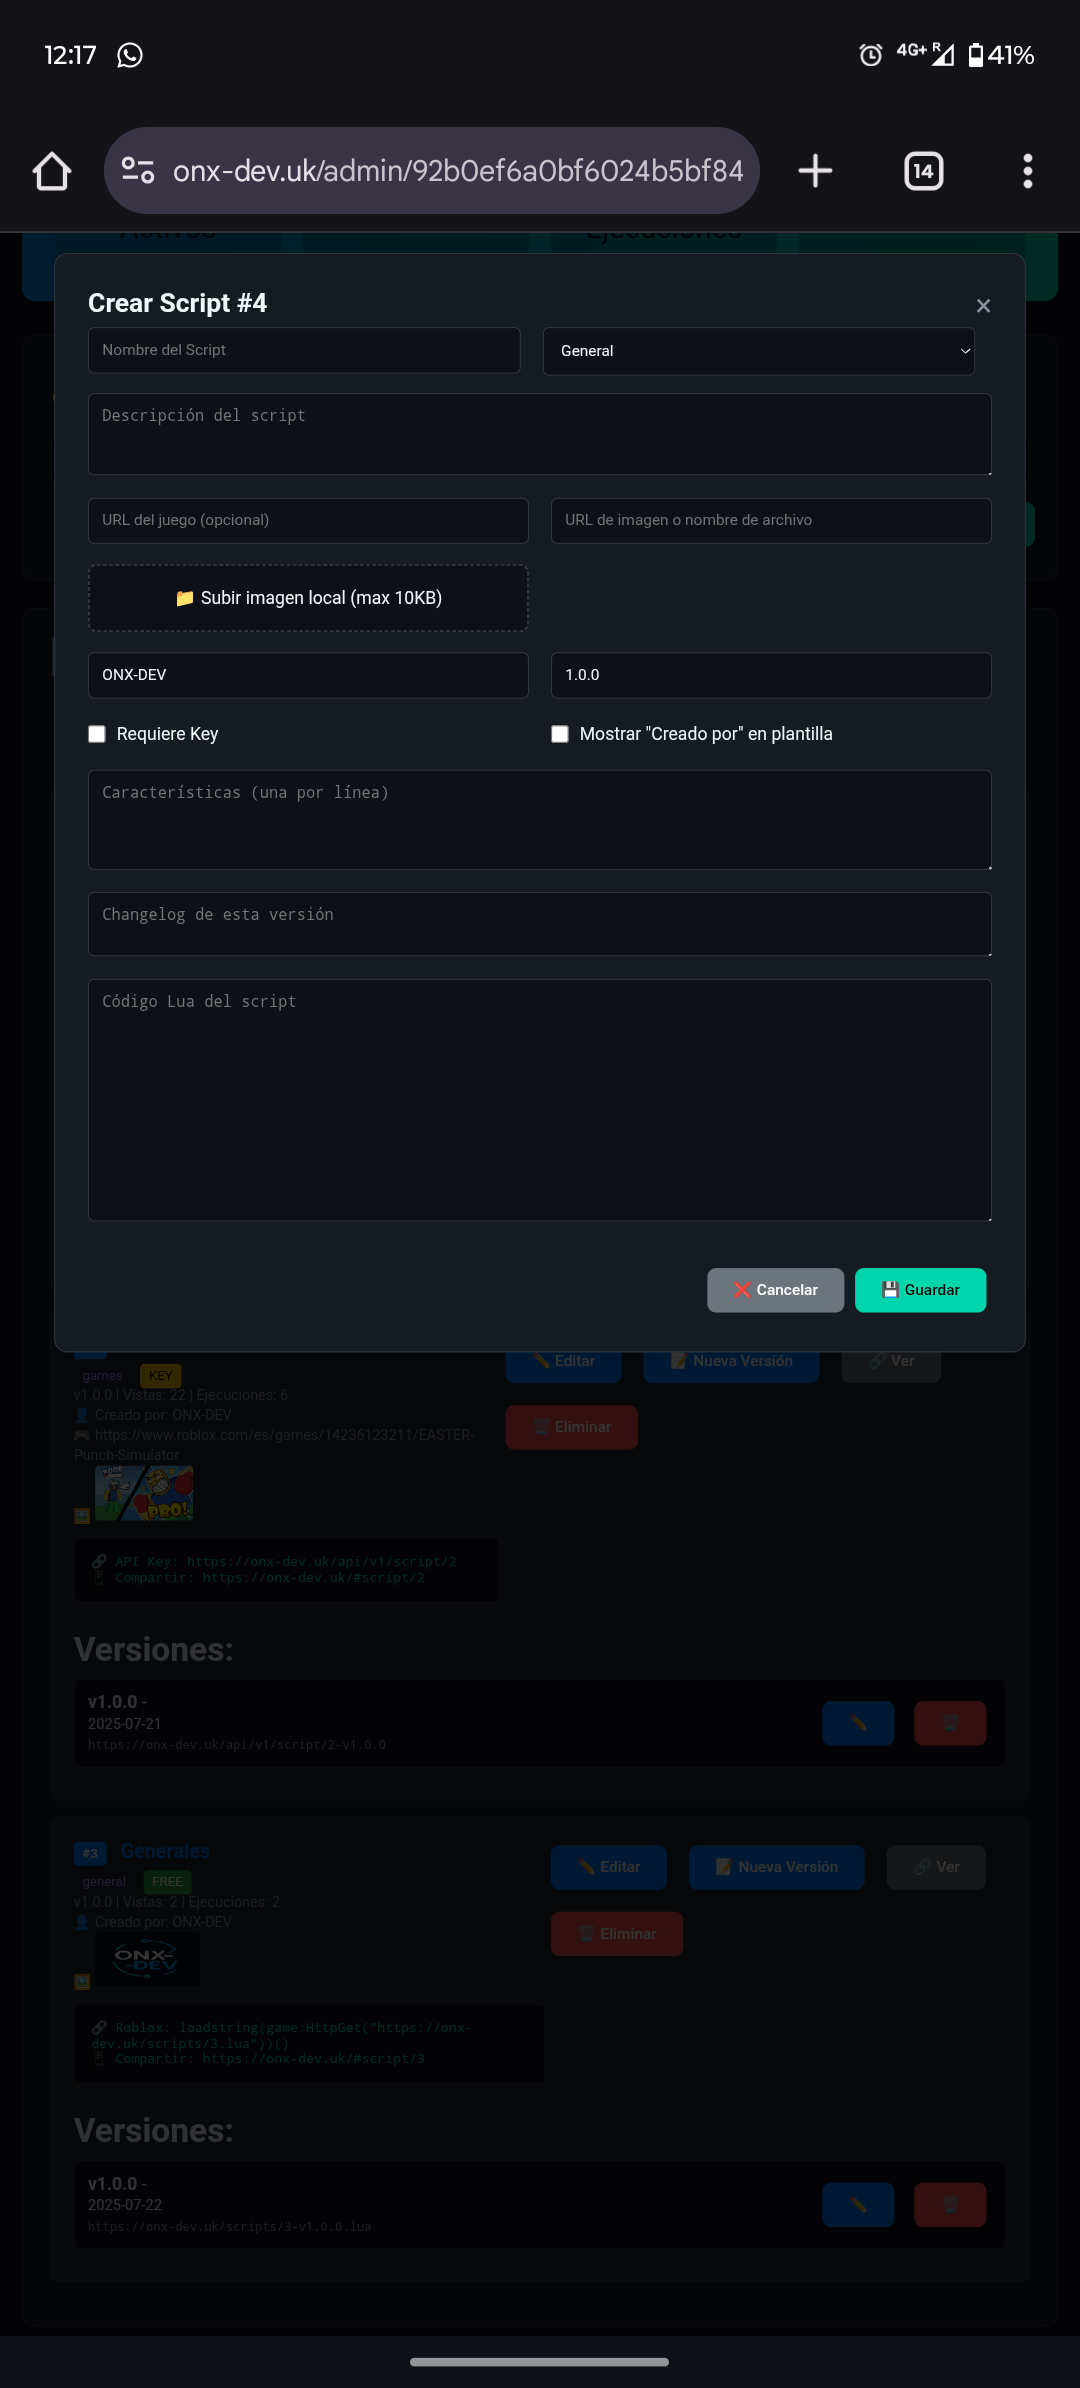 12:17
4G+ R 41%
onx-dev.uk/admin/92b0ef6a0bf6024b5bf84
14
Activos Ejecuciones
Crear Script #4 ×
Nombre del Script General
Descripción del script
URL del juego (opcional) URL de imagen o nombre de archivo
📁 Subir imagen local (max 10KB)
ONX-DEV 1.0.0
Requiere Key Mostrar "Creado por" en plantilla
Características (una por línea)
Changelog de esta versión
Código Lua del script
❌ Cancelar 💾 Guardar
✏️ Editar 📝 Nueva Versión 🔗 Ver
games KEY
v1.0.0 | Vistas: 22 | Ejecuciones: 6
👤 Creado por: ONX-DEV
🗑️ Eliminar
🎮 https://www.roblox.com/es/games/14236123211/EASTER-
Punch-Simulator
PRO!
🔗 API Key: https://onx-dev.uk/api/v1/script/2
📱 Compartir: https://onx-dev.uk/#script/2
Versiones:
v1.0.0 -
2025-07-21
https://onx-dev.uk/api/v1/script/2-v1.0.0
#3 Generales
✏️ Editar 📝 Nueva Versión 🔗 Ver
general FREE
v1.0.0 | Vistas: 2 | Ejecuciones: 2
👤 Creado por: ONX-DEV
🗑️ Eliminar
ONX-
-DEV
🔗 Roblox: loadstring(game:HttpGet("https://onx-
dev.uk/scripts/3.lua"))()
📱 Compartir: https://onx-dev.uk/#script/3
Versiones:
v1.0.0 -
2025-07-22
https://onx-dev.uk/scripts/3-v1.0.0.lua